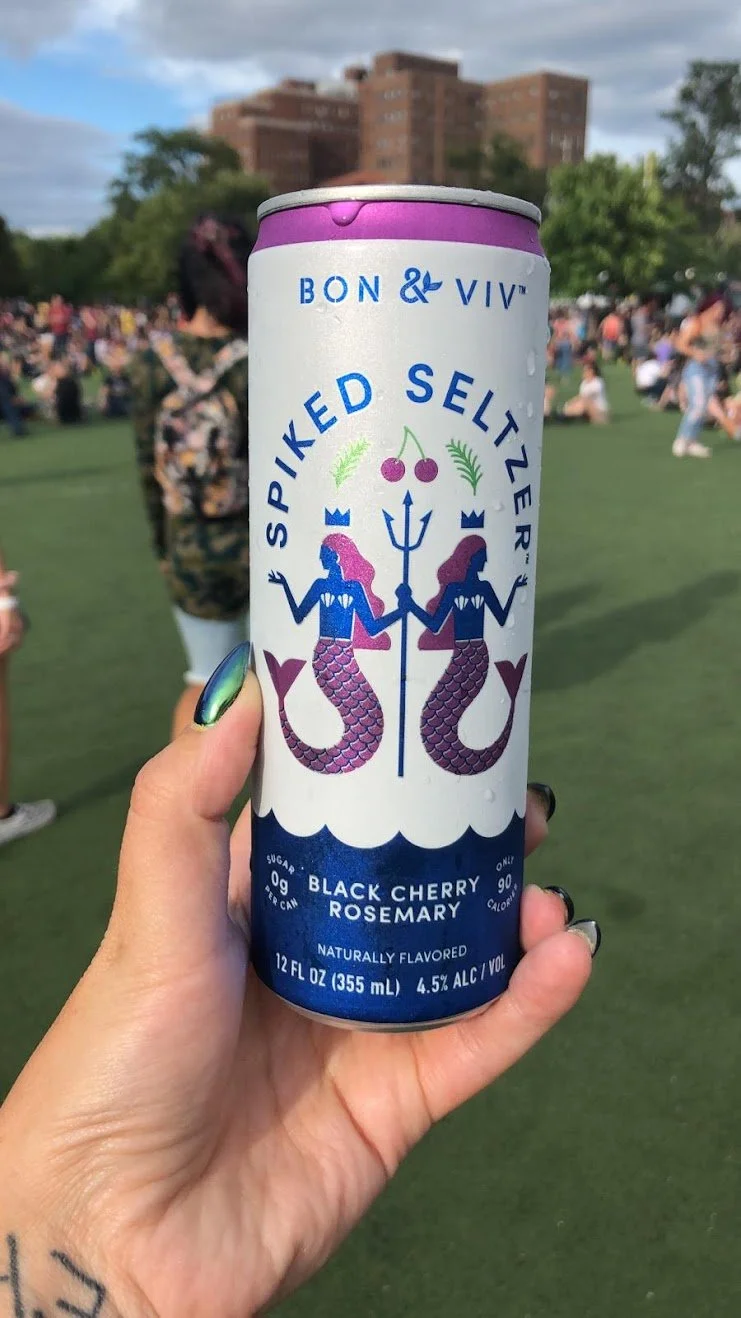 BON & VIV™
SPIKED SELTZER™
SUGAR
0g
PER CAN
BLACK CHERRY
ROSEMARY
ONLY
90
CALORIES
NATURALLY FLAVORED
12 FL OZ (355 mL) 4.5% ALC / VOL